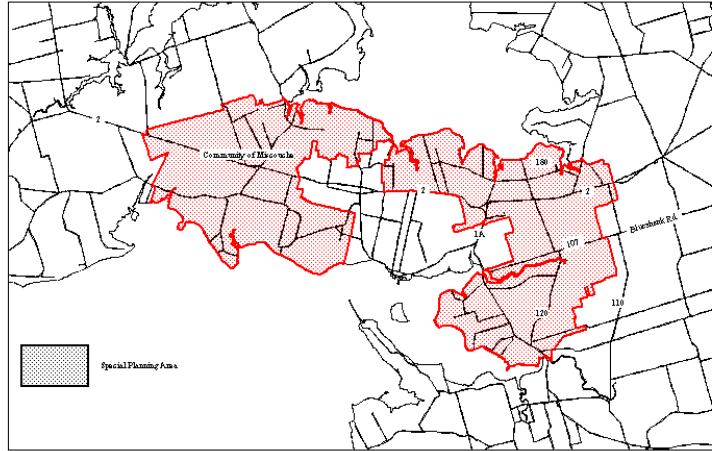 2
Community of Miscouche
180
2
2
1A
107
Blueshank Rd.
120
110
Special Planning Area